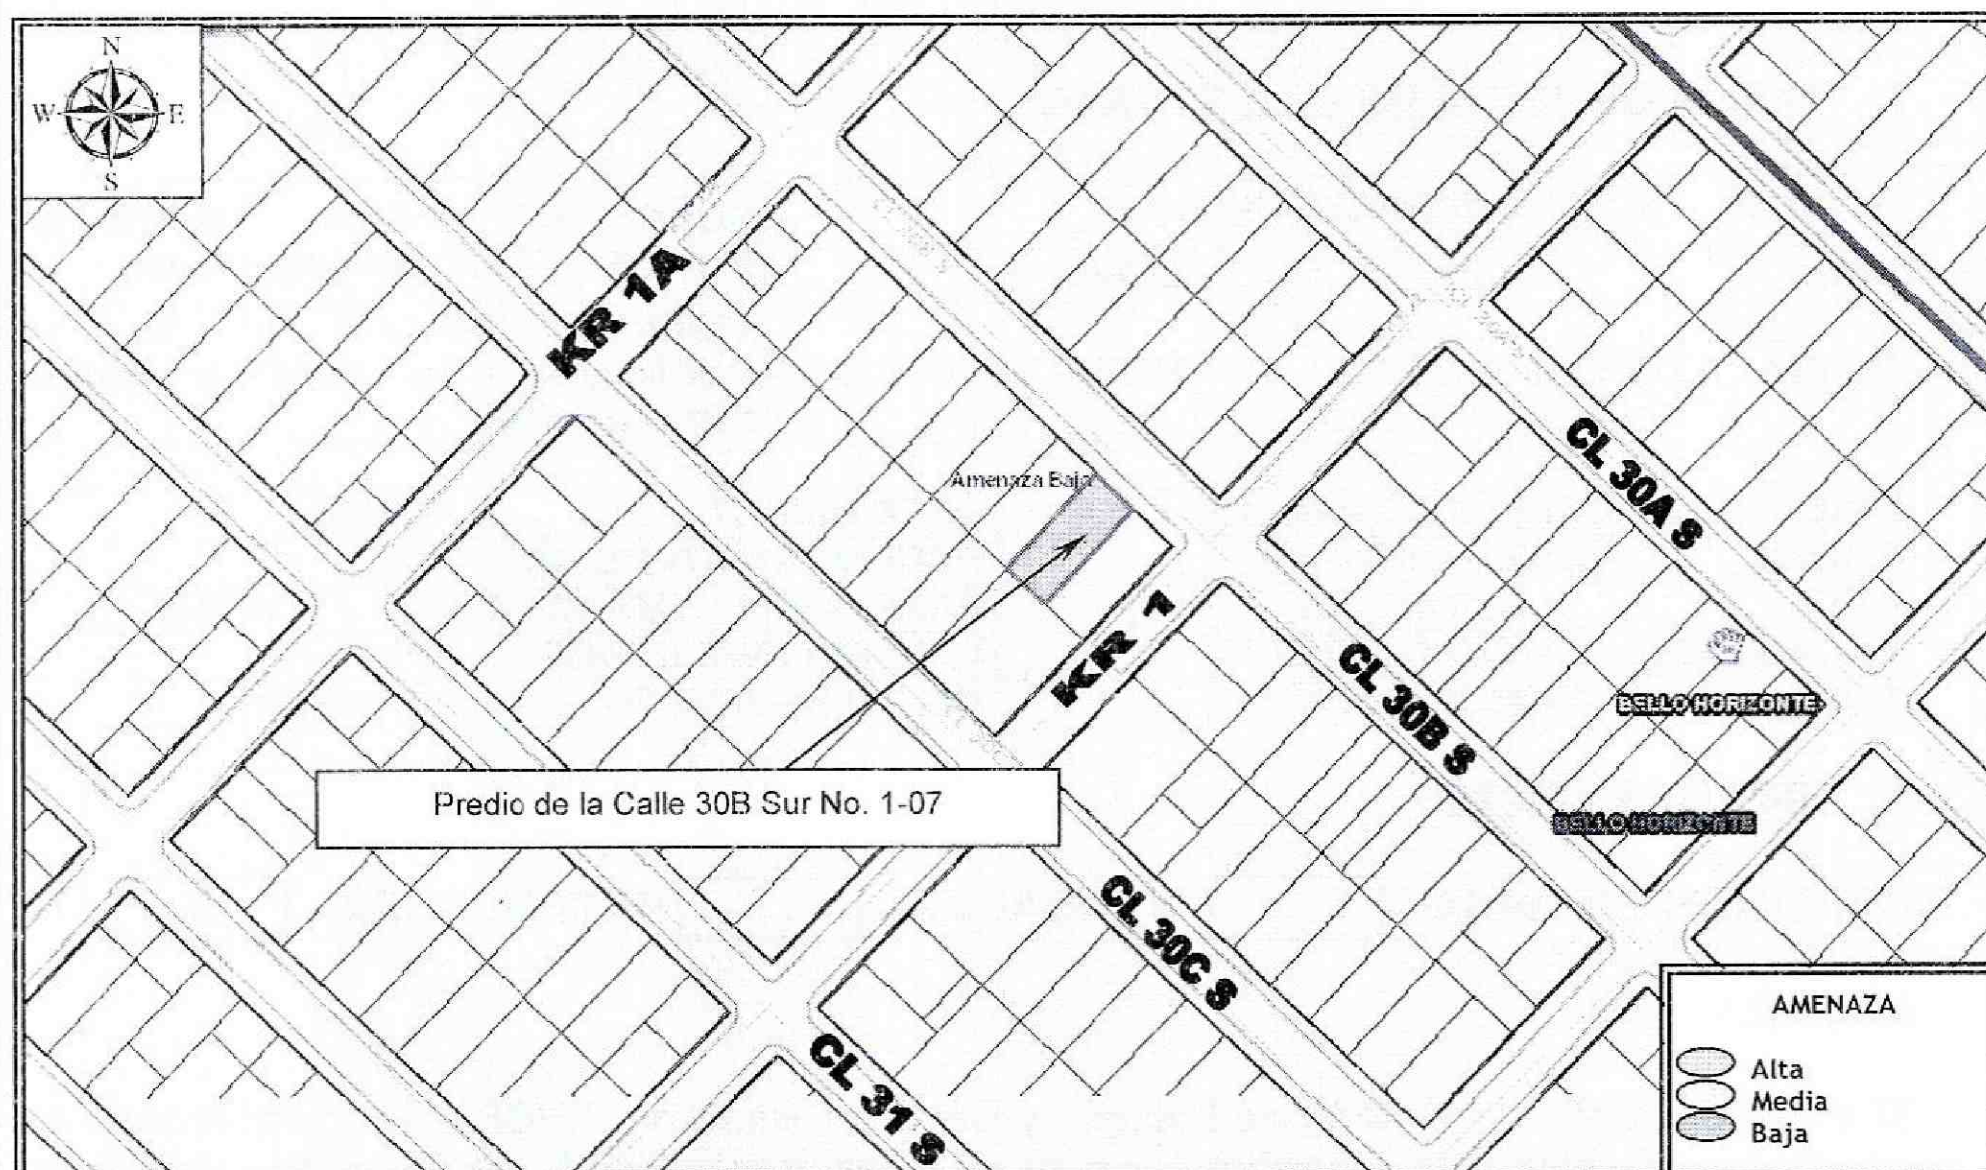 N
W
E
S
KR 1A
Amenaza Baja
CL 30A S
KR 1
CL 30B S
BELLO HORIZONTE
Predio de la Calle 30B Sur No. 1-07
BELLO HORIZONTE
CL 30C S
AMENAZA
CL 31 S
Alta
Media
Baja